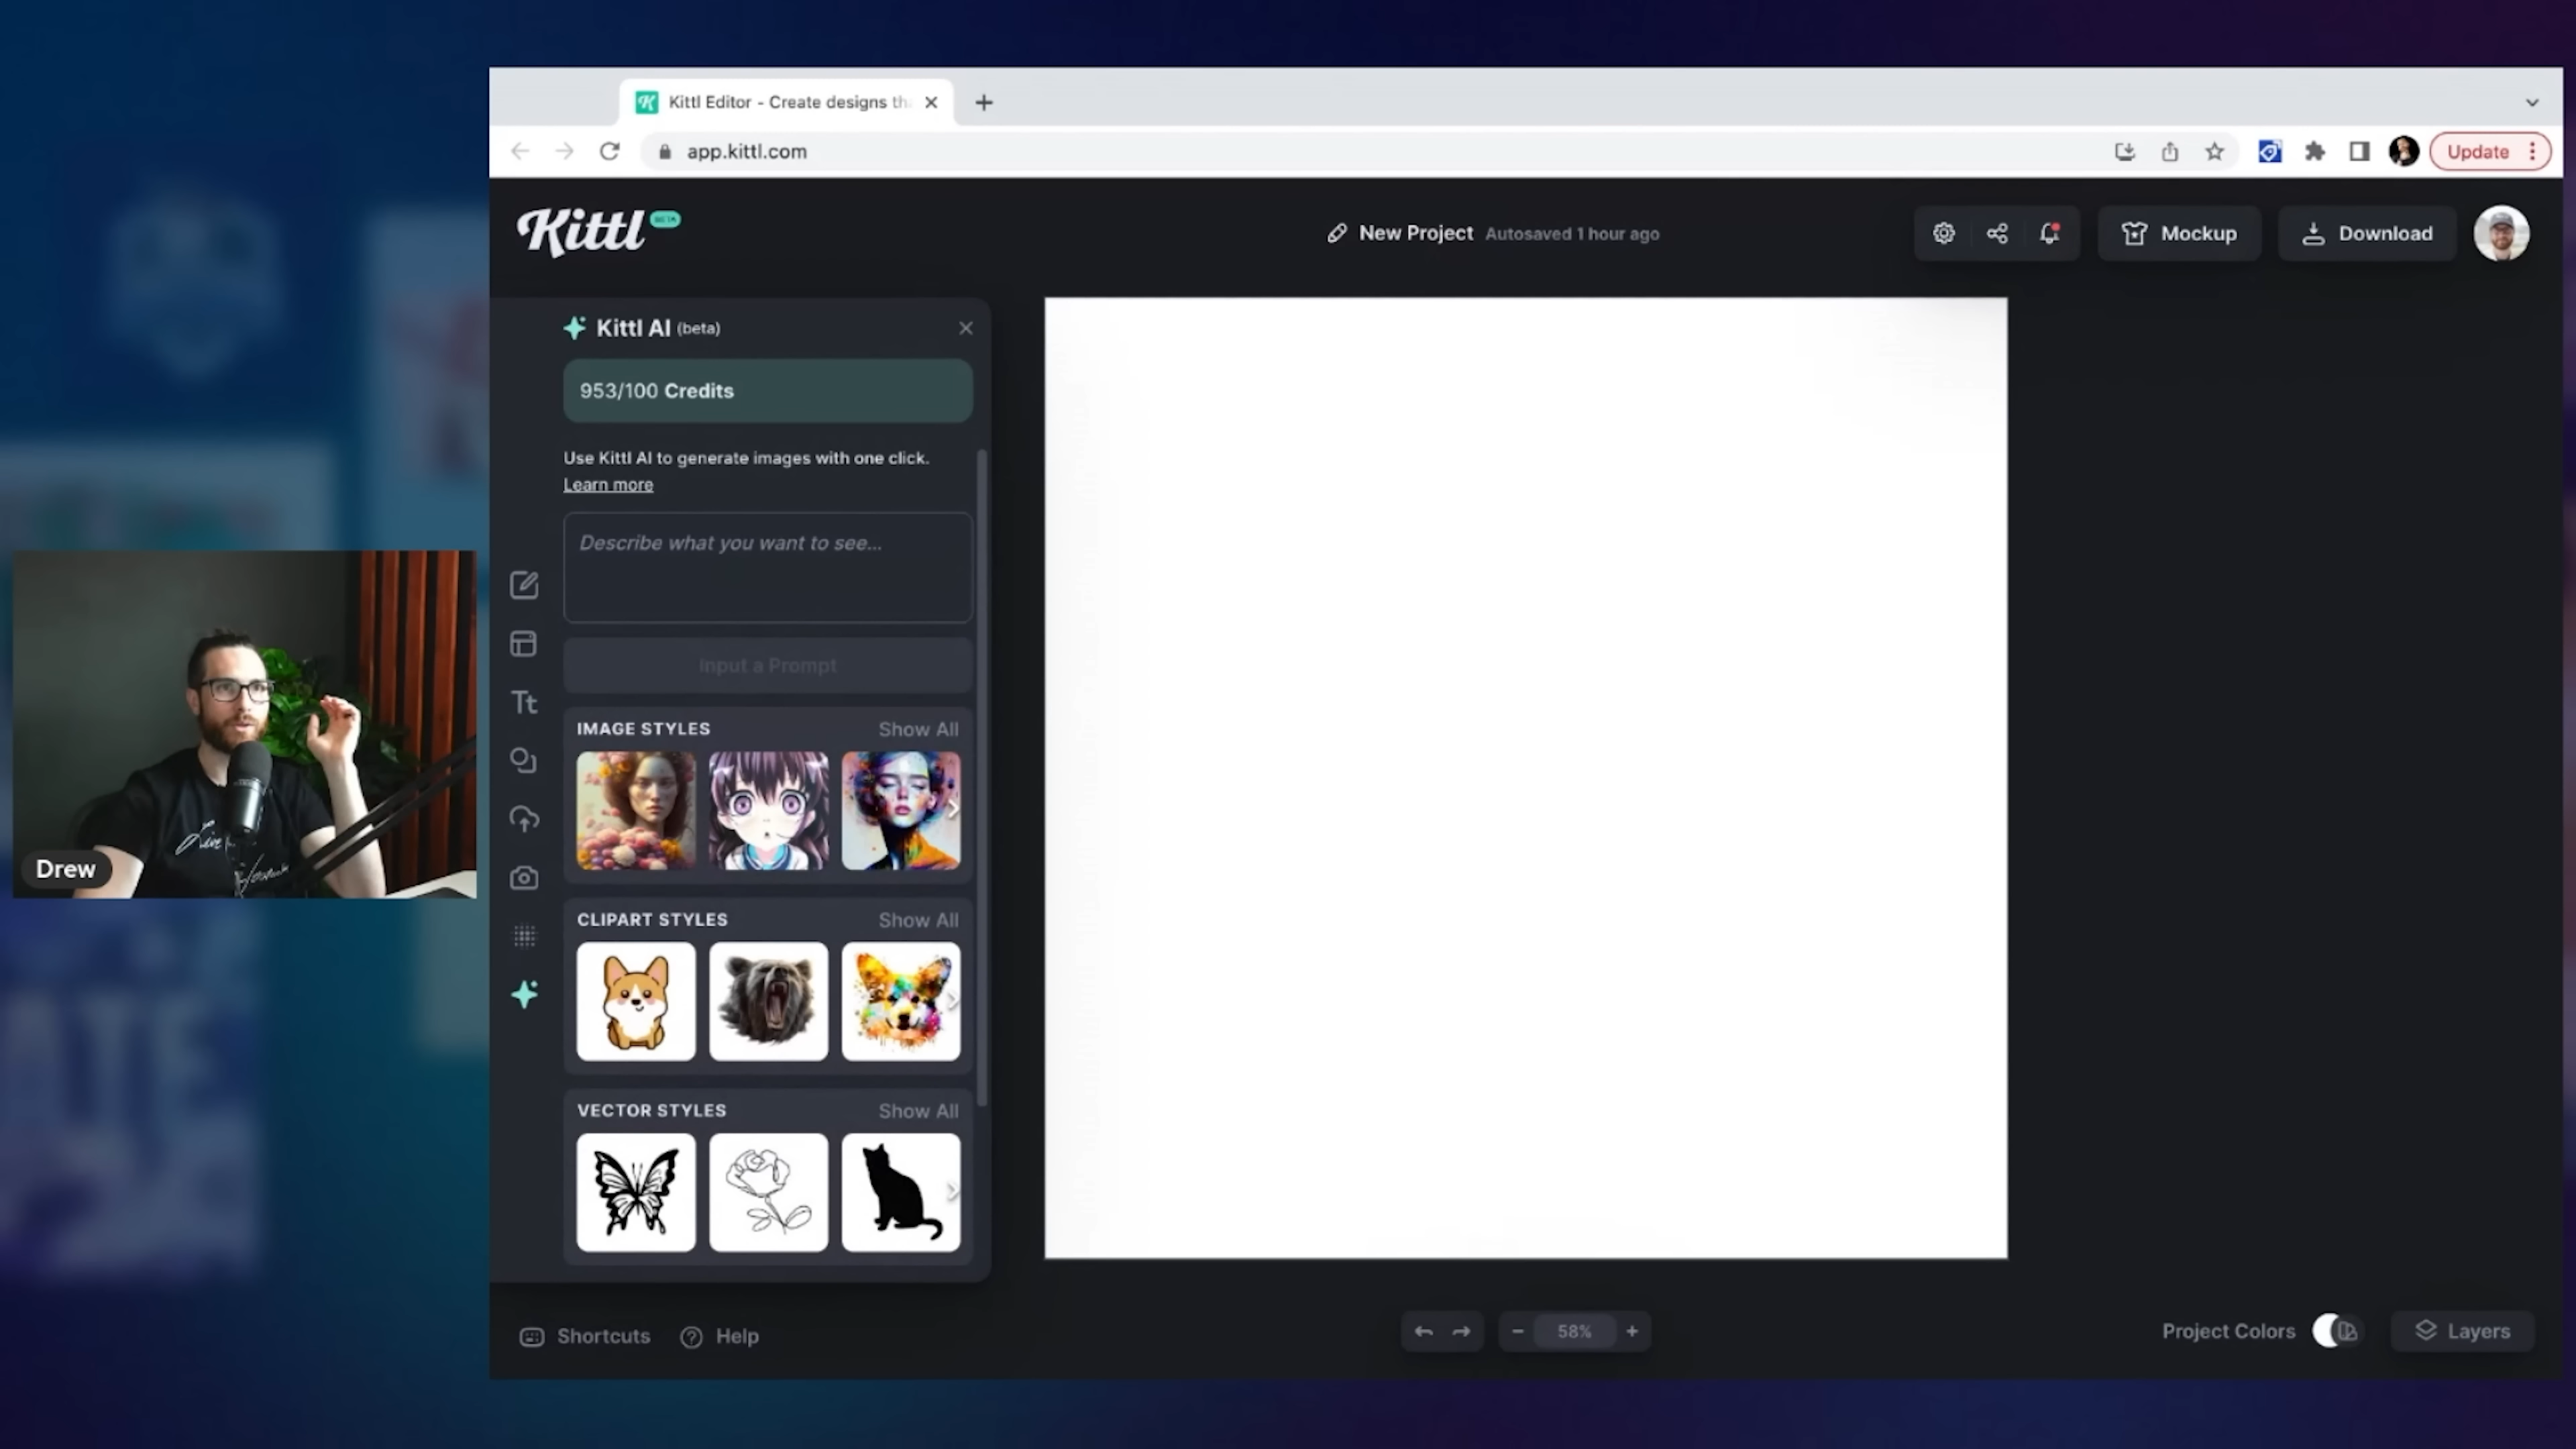 Kittl Editor - Create designs th
app.kittl.com
Update
Kittl BETA
New Project Autosaved 1 hour ago
Mockup
Download
Kittl AI (beta)
953/100 Credits
Use Kittl AI to generate images with one click.
Learn more
Describe what you want to see...
Input a Prompt
Tt
IMAGE STYLES Show All
CLIPART STYLES Show All
VECTOR STYLES Show All
Drew
Shortcuts
Help
58%
Project Colors
Layers